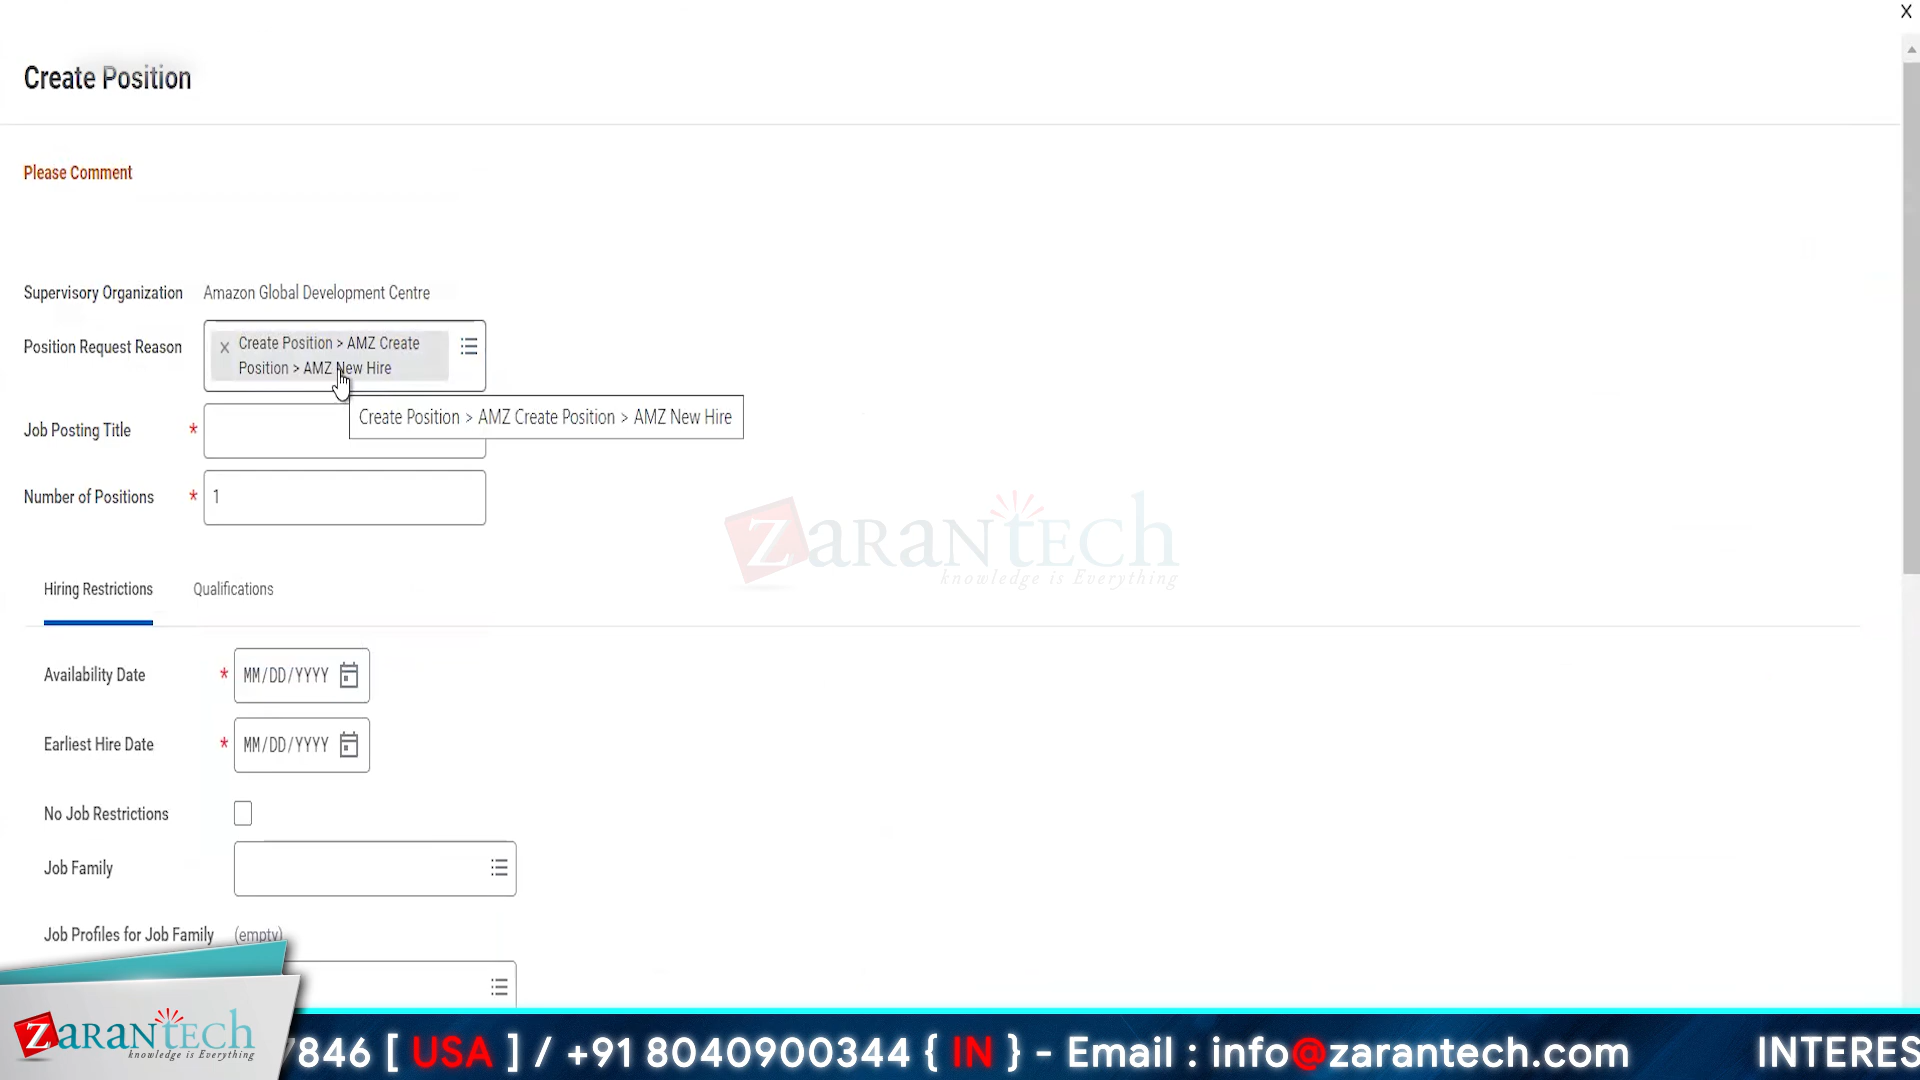 X
Create Position
Please Comment
Supervisory Organization Amazon Global Development Centre
Position Request Reason X Create Position > AMZ Create
Position > AMZ New Hire
Create Position > AMZ Create Position > AMZ New Hire
Job Posting Title *
Number of Positions * 1
Hiring Restrictions Qualifications
Availability Date * MM/DD/YYYY
Earliest Hire Date * MM/DD/YYYY
No Job Restrictions
Job Family
Job Profiles for Job Family (empty)
ZARANTECH
knowledge is Everything
ZARANTECH
knowledge is Everything
7846 [ USA ] / +91 8040900344 { IN } - Email : info@zarantech.com INTERES